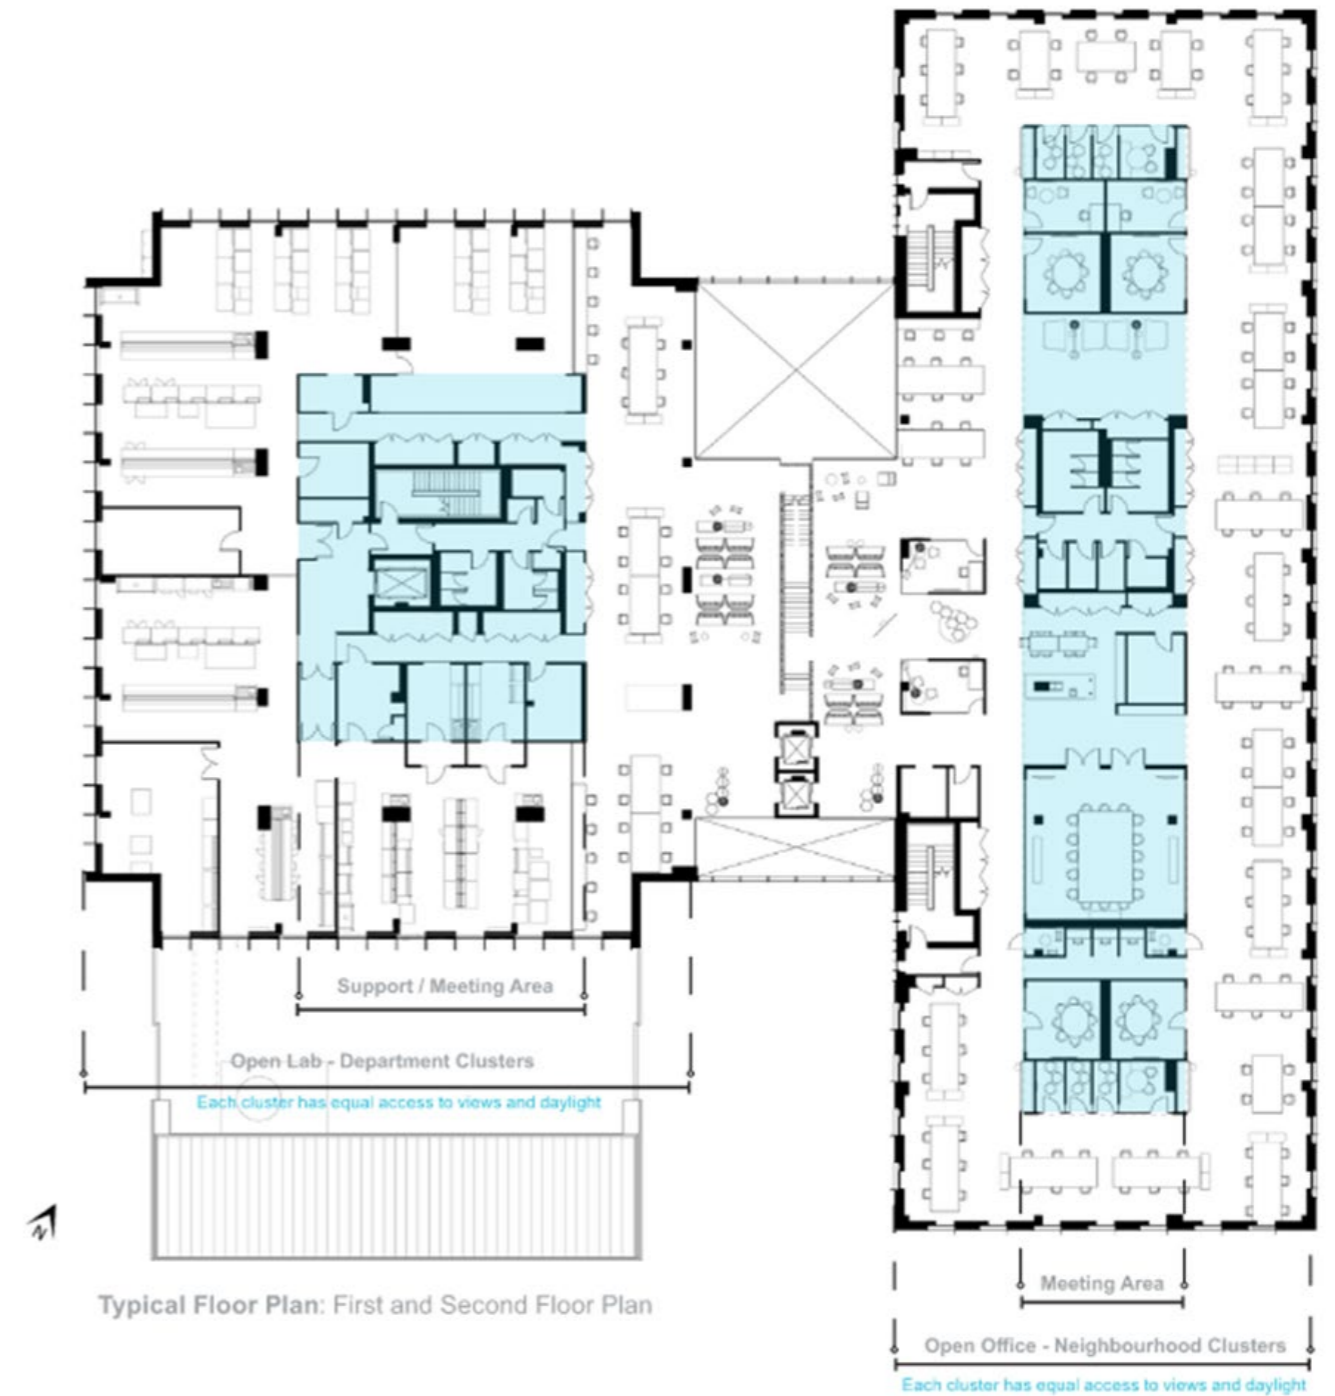 Support / Meeting Area
Open Lab - Department Clusters
Each cluster has equal access to views and daylight
N
Typical Floor Plan: First and Second Floor Plan
Meeting Area
Open Office - Neighbourhood Clusters
Each cluster has equal access to views and daylight